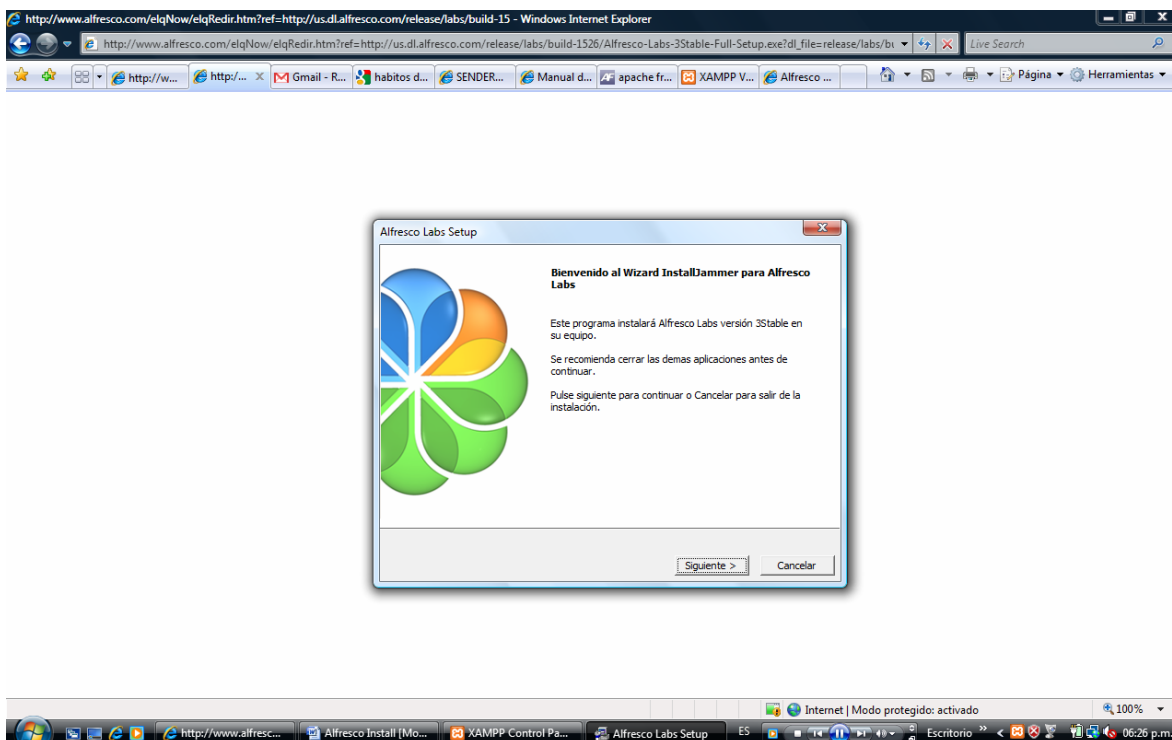 http://www.alfresco.com/elqNow/elqRedir.htm?ref=http://us.dl.alfresco.com/release/labs/build-15 - Windows Internet Explorer
http://www.alfresco.com/elqNow/elqRedir.htm?ref=http://us.dl.alfresco.com/release/labs/build-1526/Alfresco-Labs-3Stable-Full-Setup.exe?dl_file=release/labs/bu
Live Search
http://w... http:/... X Gmail - R... habitos d... SENDER... Manual d... apache fr... XAMPP V... Alfresco ... Página Herramientas
Alfresco Labs Setup
Bienvenido al Wizard InstallJammer para Alfresco
Labs
Este programa instalará Alfresco Labs versión 3Stable en
su equipo.
Se recomienda cerrar las demas aplicaciones antes de
continuar.
Pulse siguiente para continuar o Cancelar para salir de la
instalación.
Siguiente > Cancelar
Internet | Modo protegido: activado 100%
http://www.alfresc... Alfresco Install [Mo... XAMPP Control Pa... Alfresco Labs Setup ES Escritorio » < 06:26 p.m.